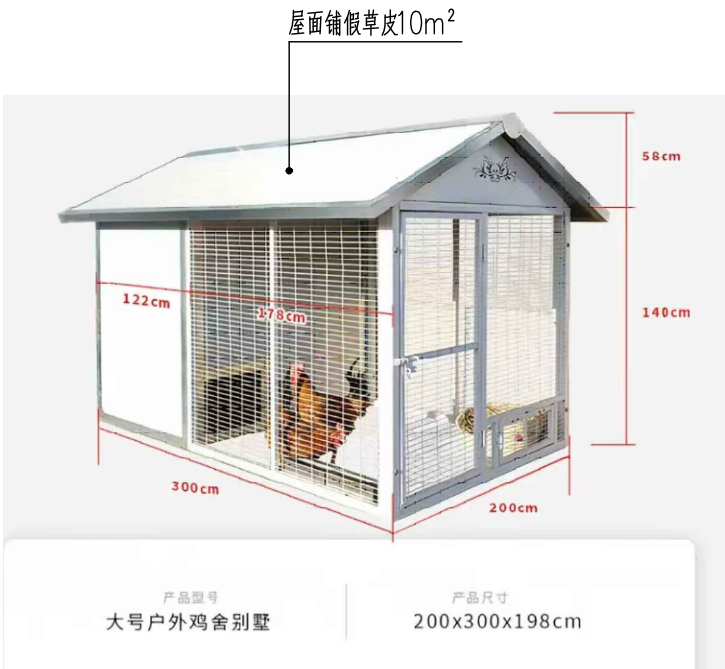 屋面铺假草皮10m²
58cm
122cm
178cm
140cm
300cm
200cm
产品型号
大号户外鸡舍别墅
产品尺寸
200x300x198cm